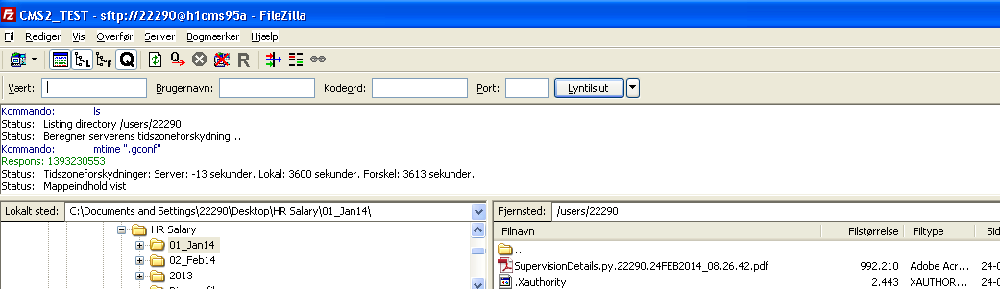 CMS2_TEST - sftp://22290@h1cms95a - FileZilla
Fil Rediger Vis Overfør Server Bogmærker Hjælp
Vært: Brugernavn: Kodeord: Port: Lyntilslut
Kommando: ls
Status: Listing directory /users/22290
Status: Beregner serverens tidszoneforskydning...
Kommando: mtime ".gconf"
Respons: 1393230553
Status: Tidszoneforskydninger: Server: -13 sekunder. Lokal: 3600 sekunder. Forskel: 3613 sekunder.
Status: Mappeindhold vist
Lokalt sted: C:\Documents and Settings\22290\Desktop\HR Salary\01_Jan14\
HR Salary
01_Jan14
02_Feb14
2013
Fjernsted: /users/22290
Filnavn Filstørrelse Filtype Sid
..
SupervisionDetails.py.22290.24FEB2014_08.26.42.pdf 992.210 Adobe Acr... 24-0
.Xauthority 2.443 XAUTHOR... 24-0